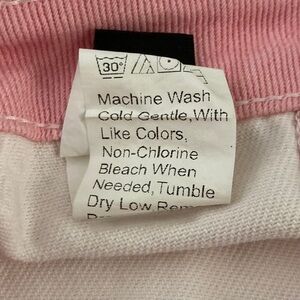 30°
Machine Wash
Cold Gentle, With
Like Colors,
Non-Chlorine
Bleach When
Needed, Tumble
Dry Low